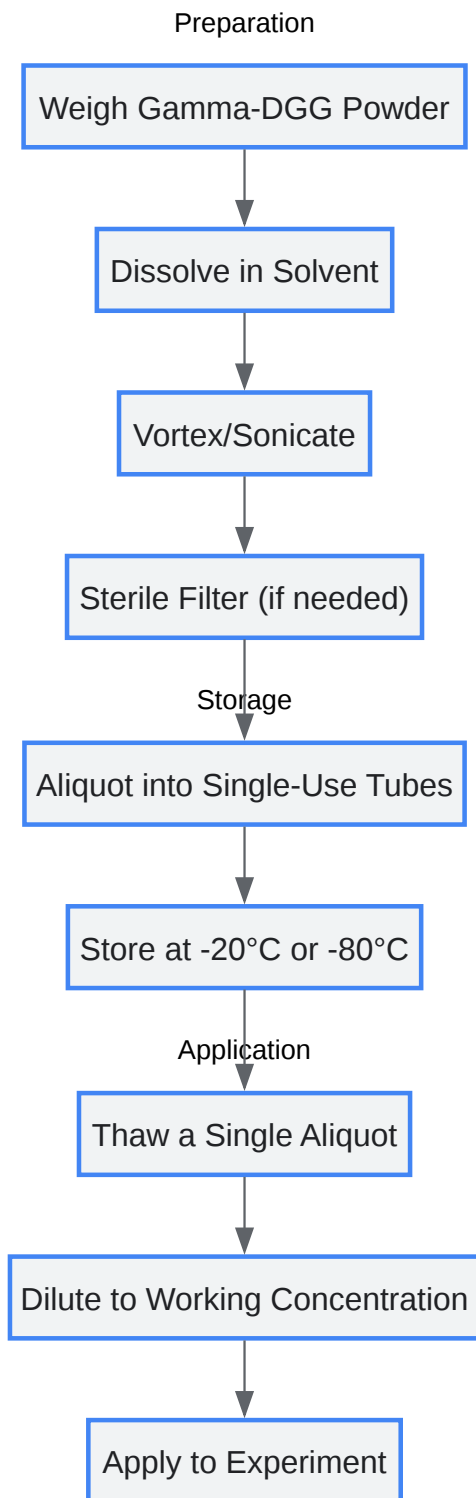 Preparation
Weigh Gamma-DGG Powder
Dissolve in Solvent
Vortex/Sonicate
Sterile Filter (if needed)
Storage
Aliquot into Single-Use Tubes
Store at -20°C or -80°C
Application
Thaw a Single Aliquot
Dilute to Working Concentration
Apply to Experiment